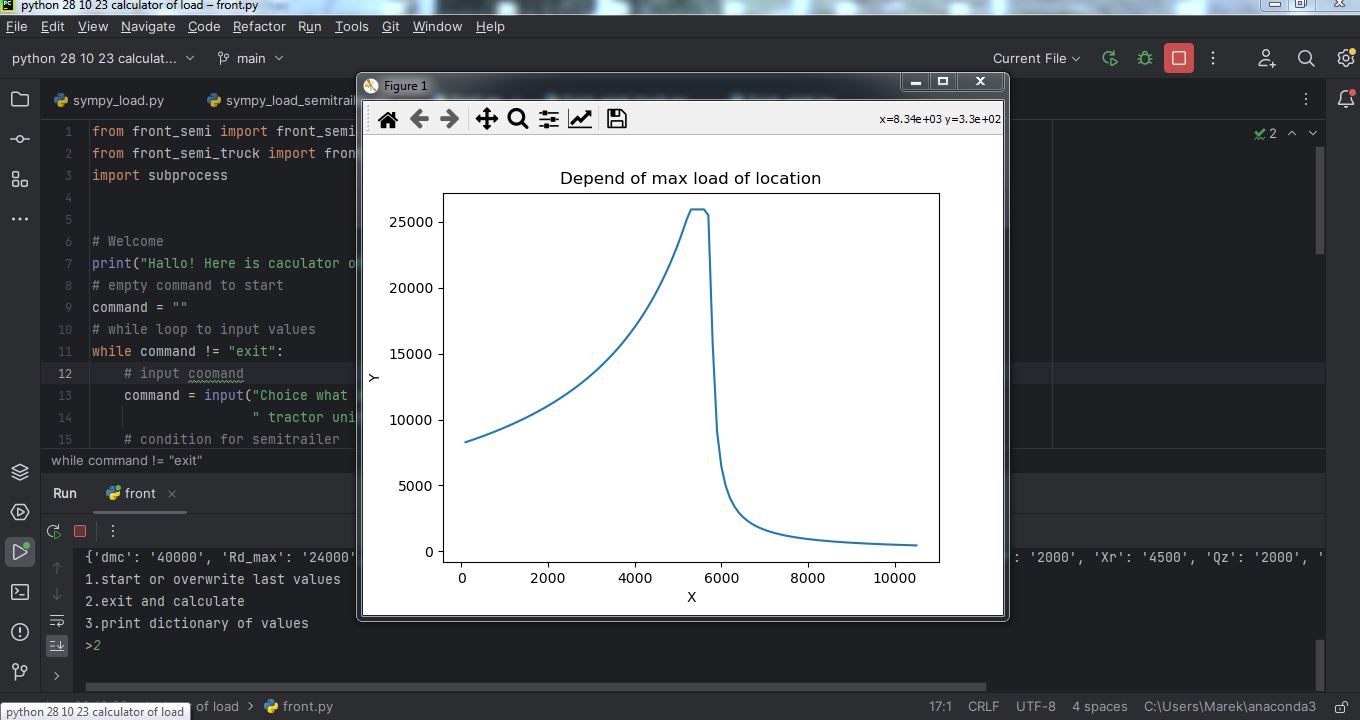 python 28 10 23 calculator of load – front.py
File Edit View Navigate Code Refactor Run Tools Git Window Help
python 28 10 23 calculat... main Current File
sympy_load.py sympy_load_semitrail
1 from front_semi import front_semi
2 from front_semi_truck import fron
3 import subprocess
4
5
6 # Welcome
7 print("Hallo! Here is caculator o
8 # empty command to start
9 command = ""
10 # while loop to input values
11 while command != "exit":
12 # input coomand
13 command = input("Choice what
14 " tractor uni
15 # condition for semitrailer
2
while command != "exit"
Figure 1
x=8.34e+03 y=3.3e+02
Depend of max load of location
25000
20000
15000
10000
5000
0
Y
0 2000 4000 6000 8000 10000
X
Run front
{'dmc': '40000', 'Rd_max': '24000' : '2000', 'Xr': '4500', 'Qz': '2000', '
1.start or overwrite last values
2.exit and calculate
3.print dictionary of values
>2
of load > front.py 17:1 CRLF UTF-8 4 spaces C:\Users\Marek\anaconda3
python 28 10 23 calculator of load